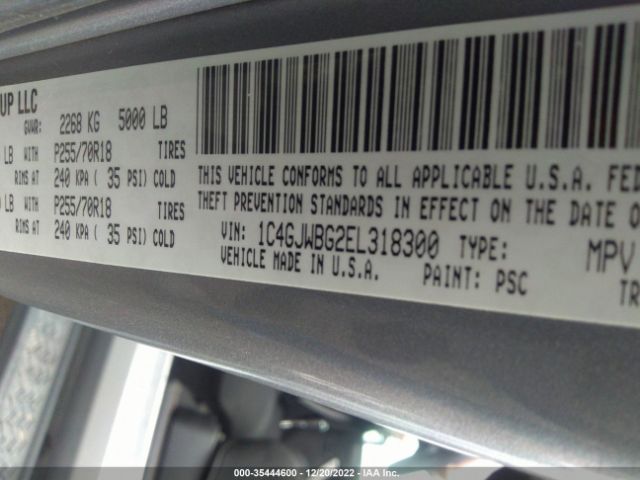 UP LLC
GVWR: 2268 KG 5000 LB
LB WITH P255/70R18 TIRES
RIMS AT 240 KPA ( 35 PSI) COLD
LB WITH P255/70R18 TIRES
RIMS AT 240 KPA ( 35 PSI) COLD
THIS VEHICLE CONFORMS TO ALL APPLICABLE U.S.A. FED
THEFT PREVENTION STANDARDS IN EFFECT ON THE DATE O
VIN: 1C4GJWBG2EL318300 TYPE: MPV
VEHICLE MADE IN U.S.A. PAINT: PSC TR
000-35444600 - 12/20/2022 - IAA Inc.